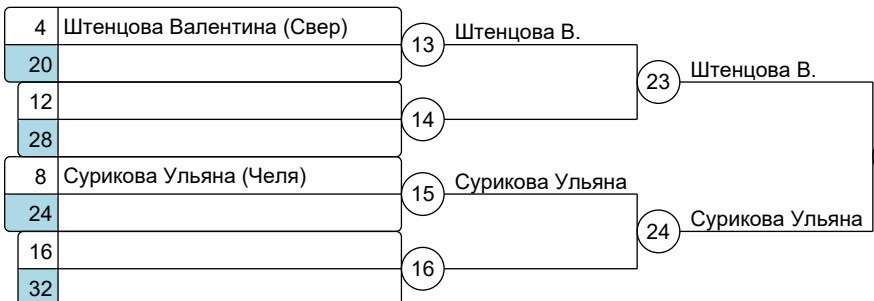 4 Штенцова Валентина (Свер)
13 Штенцова В.
20
23 Штенцова В.
12
14
28
8 Сурикова Ульяна (Челя)
15 Сурикова Ульяна
24
24 Сурикова Ульяна
16
16
32